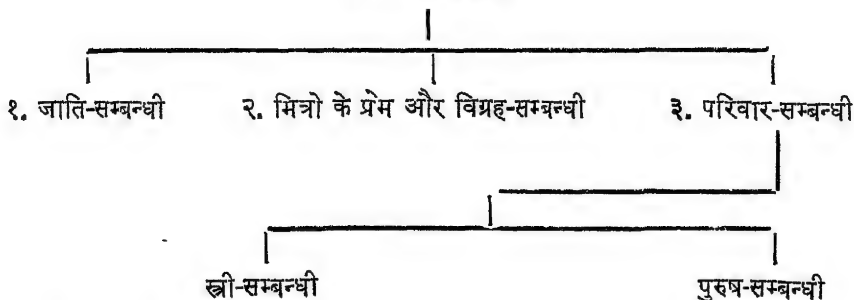 १. जाति-सम्बन्धी २. मित्रो के प्रेम और विग्रह-सम्बन्धी ३. परिवार-सम्बन्धी
स्त्री-सम्बन्धी पुरुष-सम्बन्धी